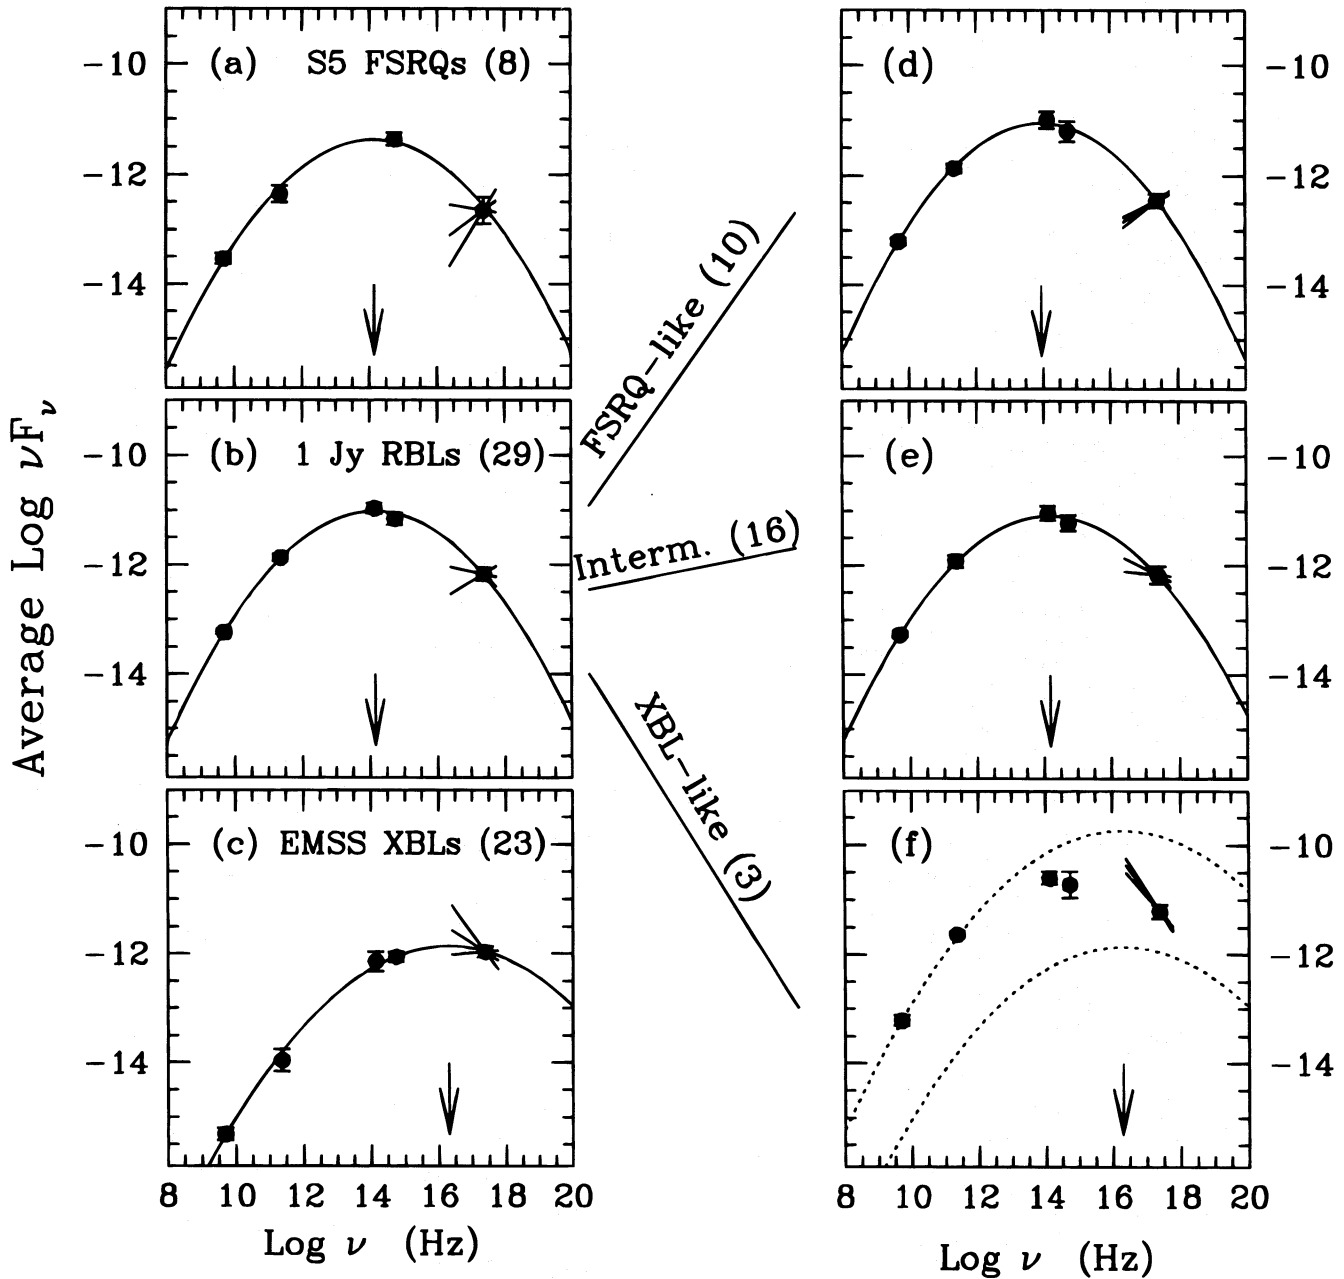 (a) S5 FSRQs (8)
(d)
-10
-12
-14
-10
-12
-14
FSRQ-like (10)
(b) 1 Jy RBLs (29)
(e)
-10
-12
-14
-10
-12
-14
Interm. (16)
Average Log νFν
XBL-like (3)
(c) EMSS XBLs (23)
(f)
-10
-12
-14
-10
-12
-14
8 10 12 14 16 18 20
8 10 12 14 16 18 20
Log ν (Hz)
Log ν (Hz)